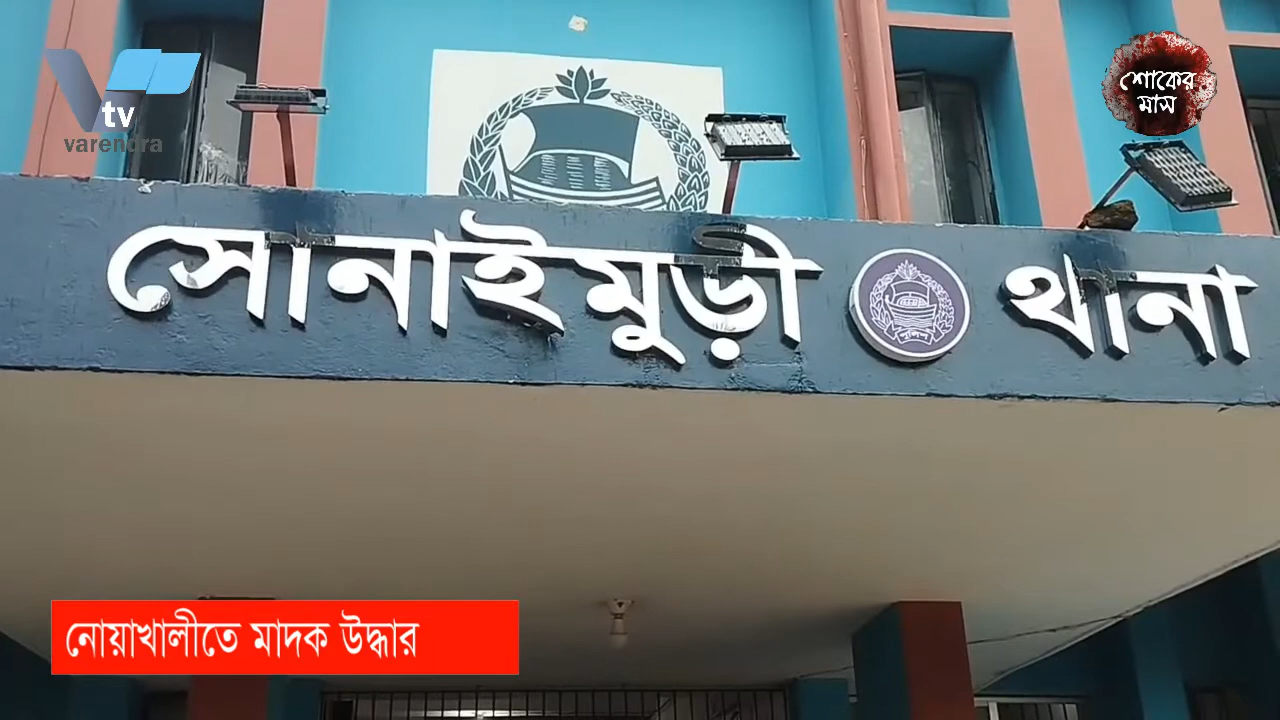 tv
varendra
শোকের
মাস
সোনাইমুড়ী থানা
নোয়াখালীতে মাদক উদ্ধার